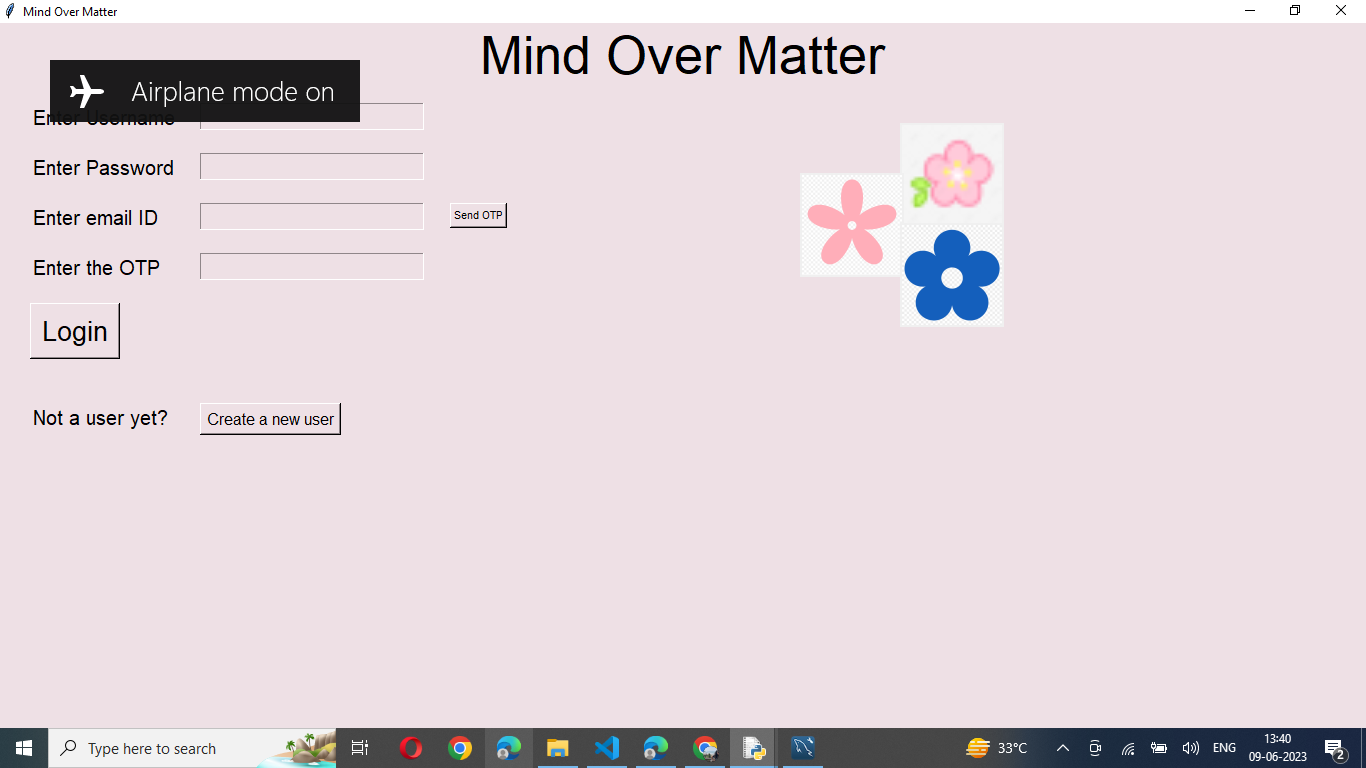 Mind Over Matter
Mind Over Matter
Airplane mode on
Enter Username
Enter Password
Enter email ID
Send OTP
Enter the OTP
Login
Not a user yet?
Create a new user
Type here to search
33°C
ENG
13:40
09-06-2023
2